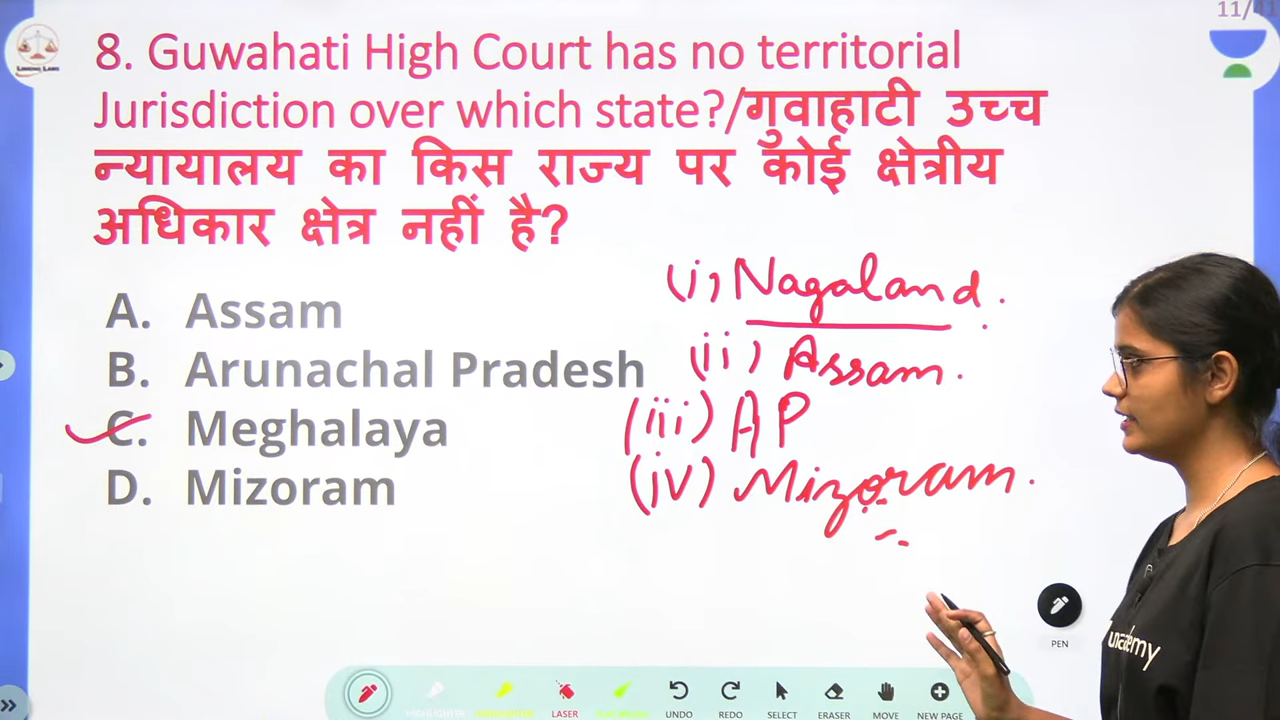 11/
8. Guwahati High Court has no territorial
Jurisdiction over which state?/गुवाहाटी उच्च
न्यायालय का किस राज्य पर कोई क्षेत्रीय
अधिकार क्षेत्र नहीं है?
A. Assam
B. Arunachal Pradesh
C. Meghalaya
D. Mizoram
(i) Nagaland.
(ii) Assam.
(iii) AP
(iv) Mizoram.
unacademy
PEN
HIGHLIGHTER
LASER
UNDO
REDO
SELECT
ERASER
MOVE
NEW PAGE